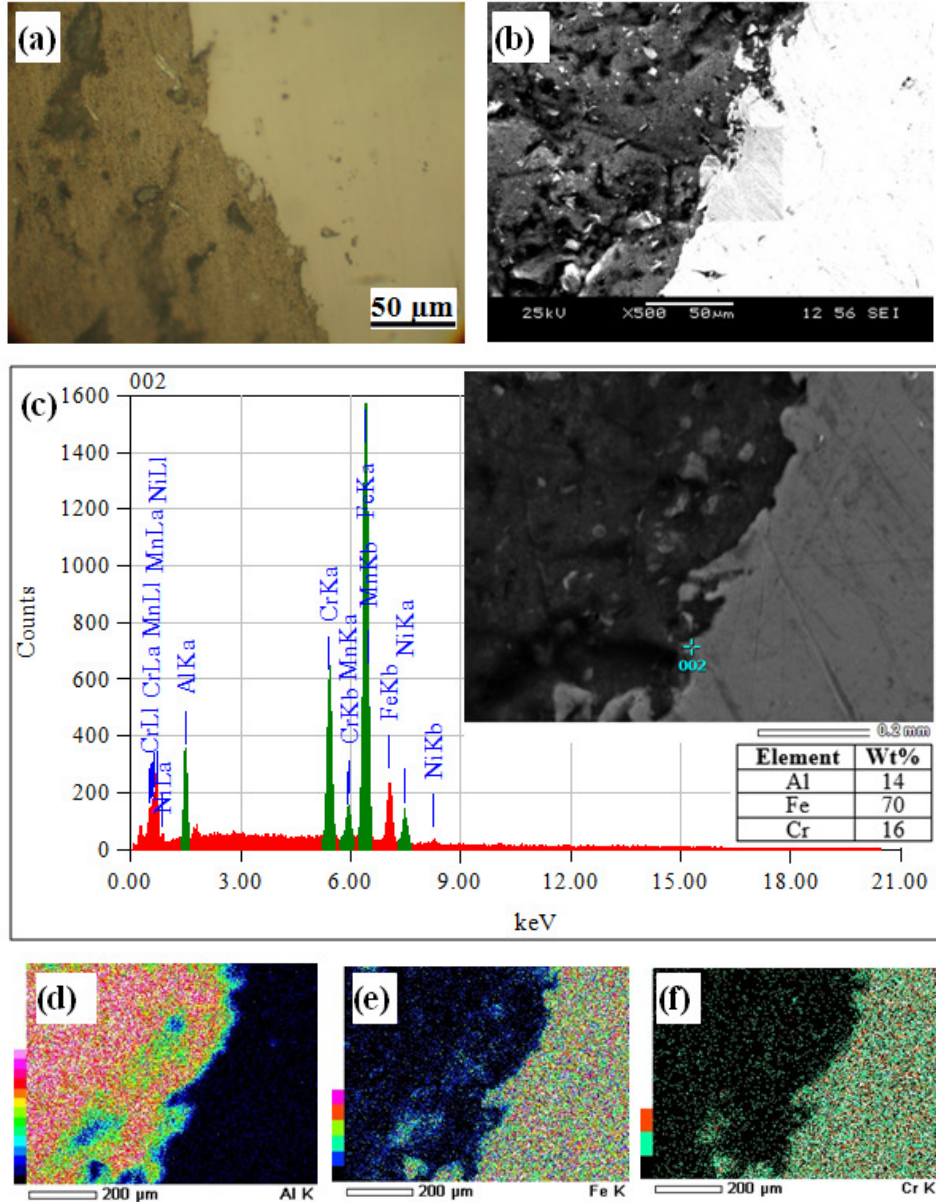 (a)
50 µm
(b)
25kV X500 50µm 12 56 SEI
(c)
002
1600
1400
1200
1000
800
600
400
200
0
Counts
CrLl CrLa MnLl MnLa NiLl
NiLa
AlKa
CrKa
CrKb MnKa
MnKb FeKa
FeKb
NiKa
NiKb
0.00 3.00 6.00 9.00 12.00 15.00 18.00 21.00
keV
002
0.2 mm
Element Wt%
Al 14
Fe 70
Cr 16
(d)
200 µm Al K
(e)
200 µm Fe K
(f)
200 µm Cr K